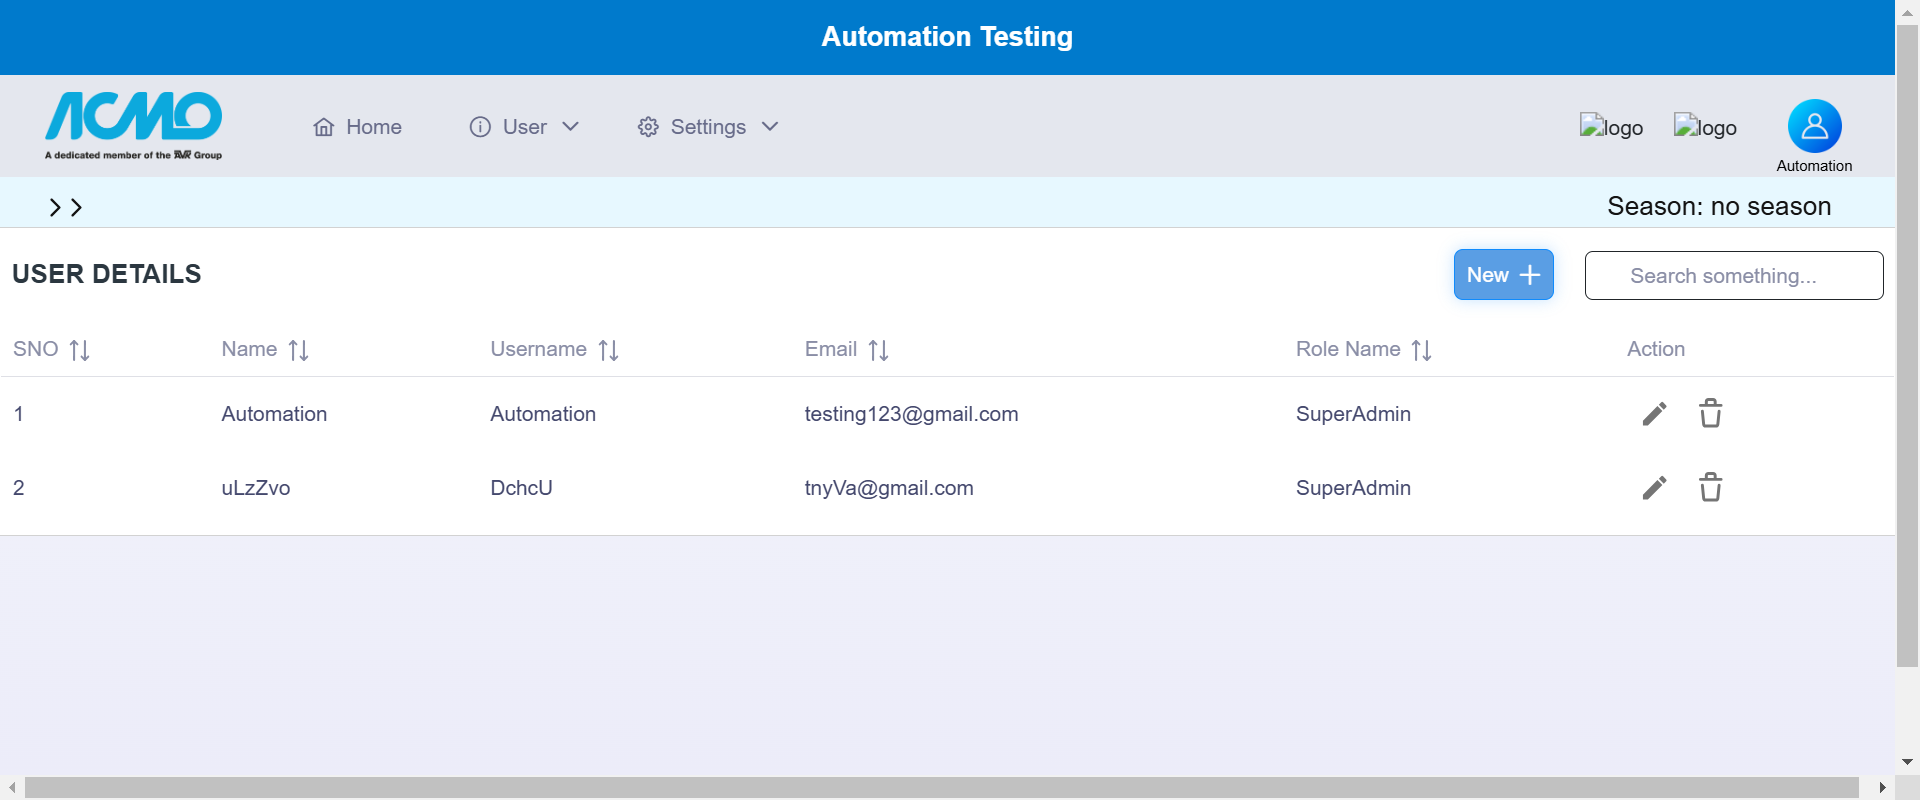 Automation Testing
ACMO
A dedicated member of the AVR Group
Home
User
Settings
logo
logo
Automation
Season: no season
USER DETAILS
New
Search something...
SNO Name Username Email Role Name Action
1 Automation Automation testing123@gmail.com SuperAdmin
2 uLzZvo DchcU tnyVa@gmail.com SuperAdmin